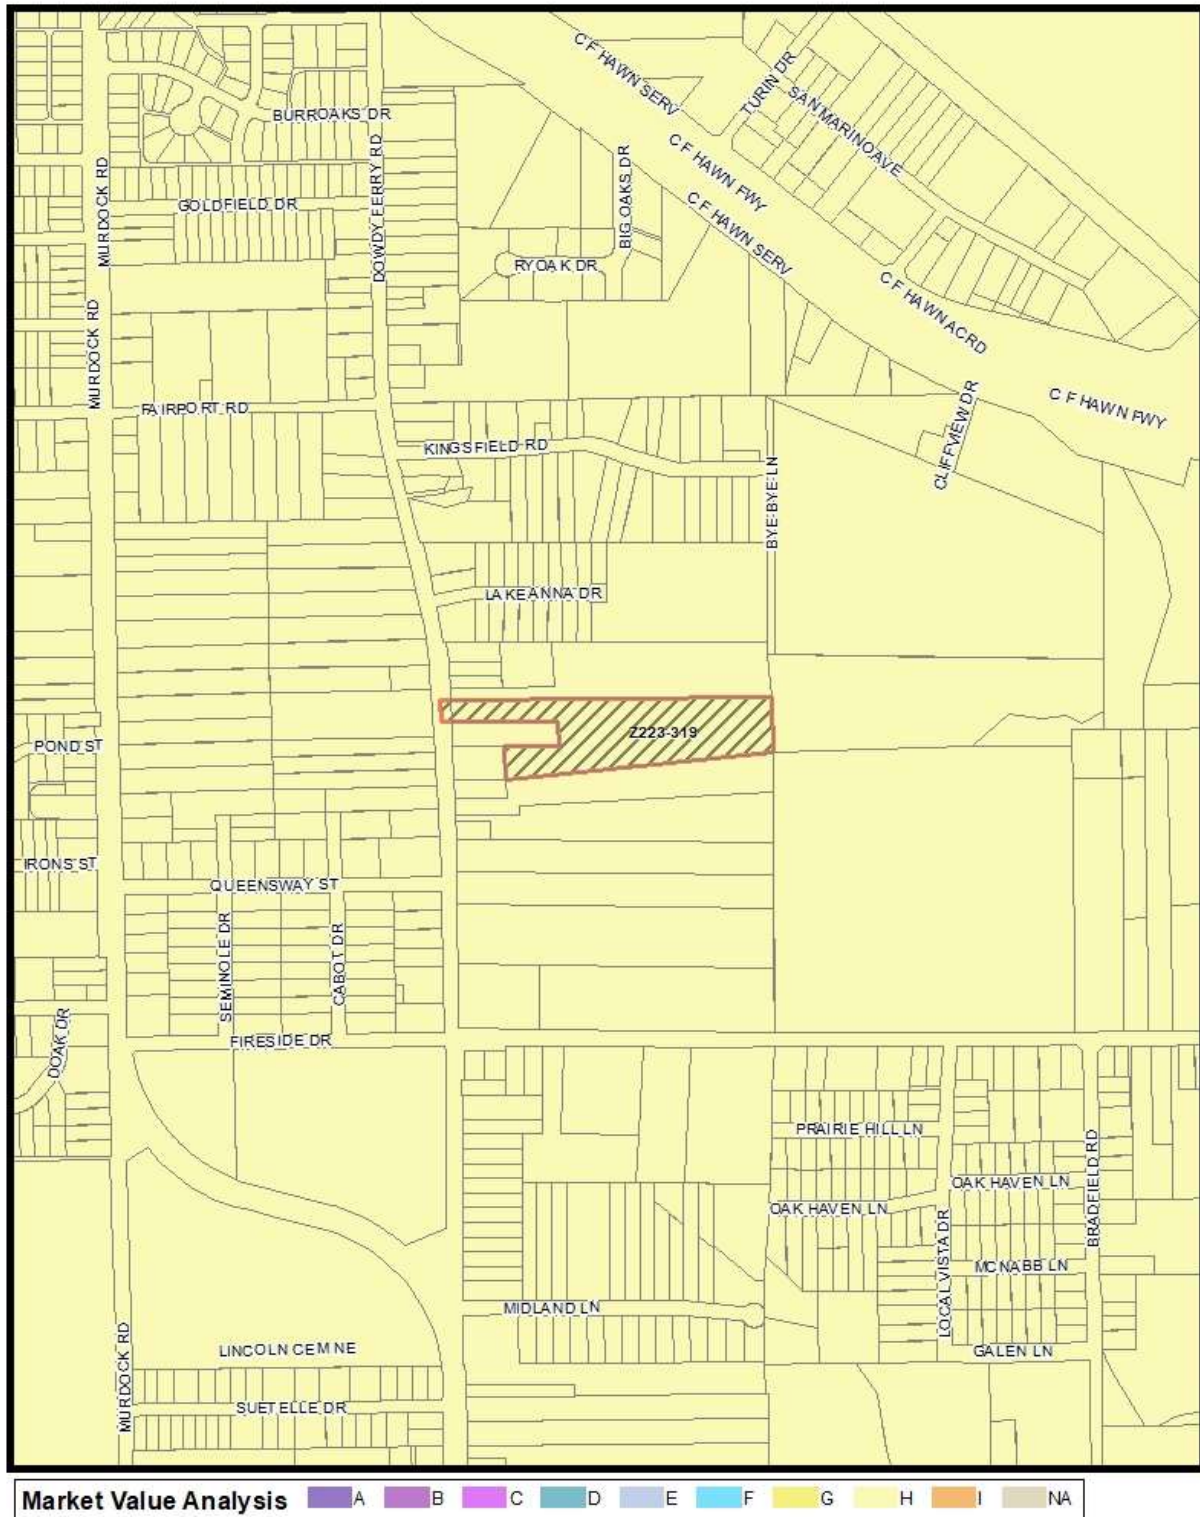 C F HAWN SERV
TURIN DR
SAN MARINO AVE
BURROAKS DR
DOWDY FERRY RD
C F HAWN FWY
BIG OAKS DR
MURDOCK RD
GOLDFIELD DR
C F HAWN SERV
RYOAK DR
C F HAWN ACRD
MURDOCK RD
FAIRPORT RD
C F HAWN FWY
CLIFFVIEW DR
KINGSFIELD RD
BYE BYE LN
LAKEANNA DR
Z223-319
POND ST
IRONS ST
QUEENSWAY ST
SEMINOLE DR
CABOT DR
DOAK DR
FIRESIDE DR
PRAIRIE HILL LN
BRADFIELD RD
OAK HAVEN LN
OAK HAVEN LN
LOCAL VISTA DR
MCNABB LN
MIDLAND LN
MURDOCK RD
LINCOLN CEM NE
GALEN LN
SUETELLE DR
Market Value Analysis A B C D E F G H I NA